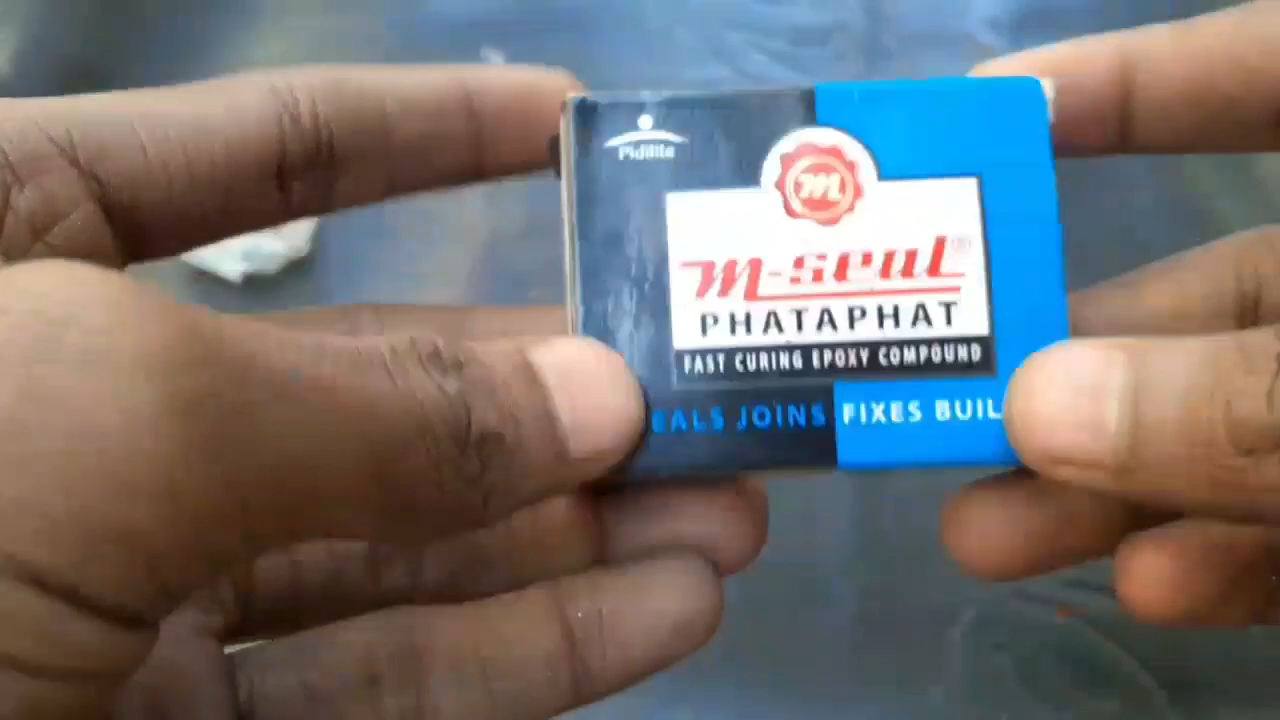 Pidilite
m
m-seal®
PHATAPHAT
FAST CURING EPOXY COMPOUND
EALS JOINS FIXES BUIL